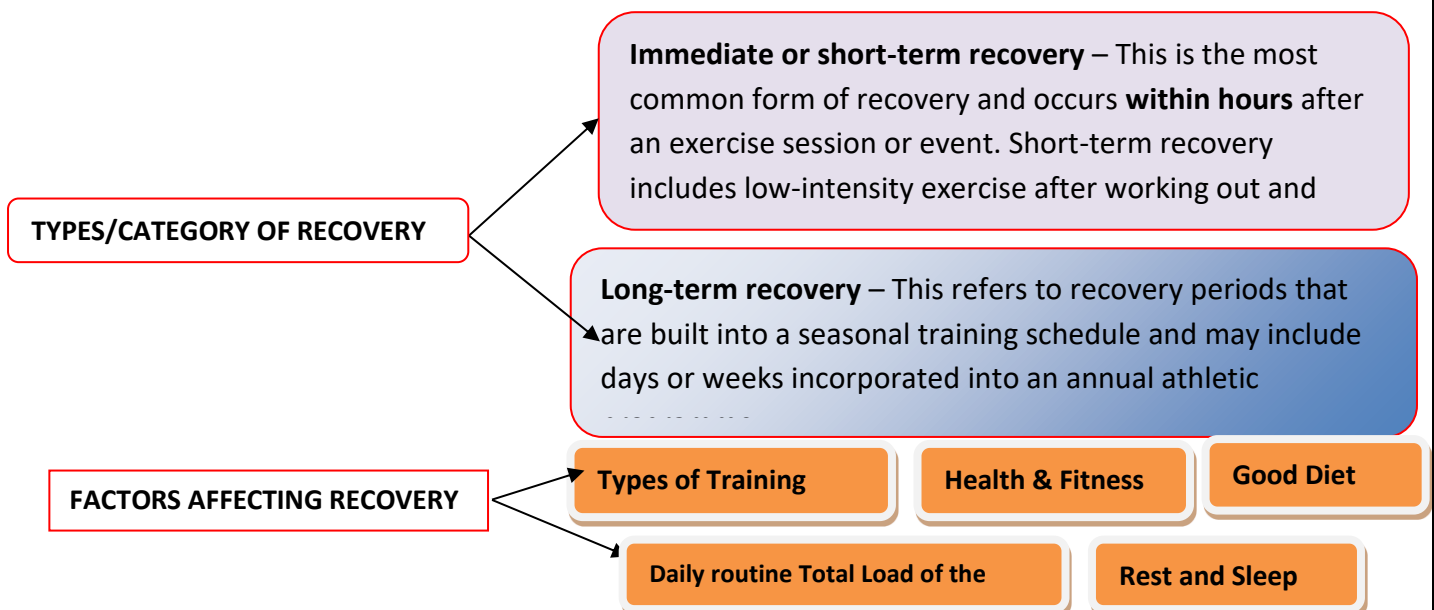 Immediate or short-term recovery – This is the most
common form of recovery and occurs within hours after
an exercise session or event. Short-term recovery
includes low-intensity exercise after working out and
TYPES/CATEGORY OF RECOVERY
Long-term recovery – This refers to recovery periods that
are built into a seasonal training schedule and may include
days or weeks incorporated into an annual athletic
Types of Training
Health & Fitness
Good Diet
FACTORS AFFECTING RECOVERY
Daily routine Total Load of the
Rest and Sleep